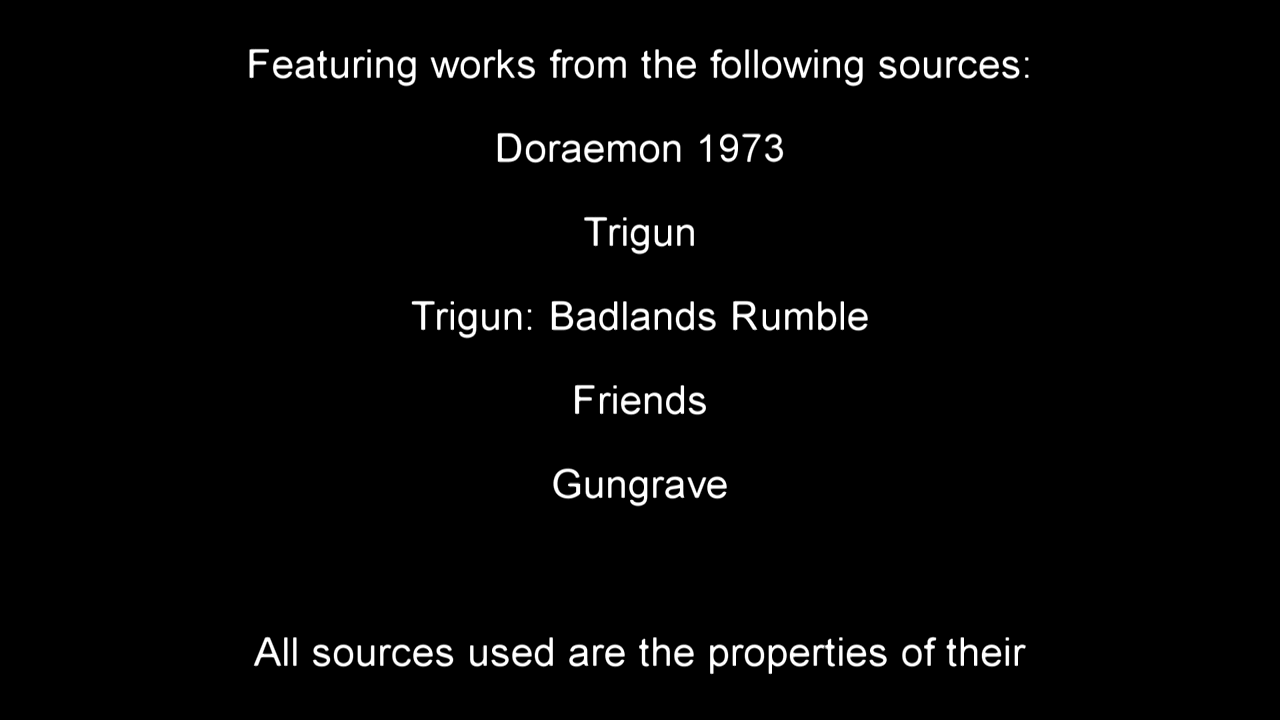 Featuring works from the following sources:
Doraemon 1973
Trigun
Trigun: Badlands Rumble
Friends
Gungrave
All sources used are the properties of their